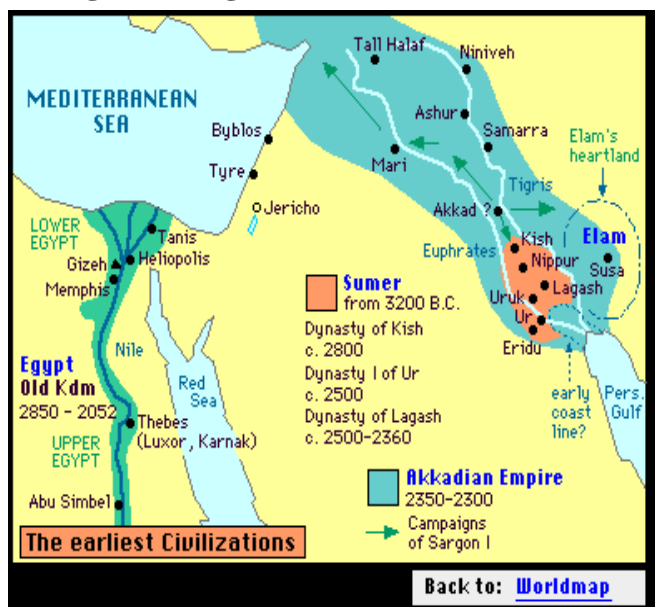 Tall Halaf
Niniveh
MEDITERRANEAN
SEA
Ashur
Samarra
Byblos
Elam's
heartland
Mari
Tyre
Tigris
Jericho
Akkad ?
LOWER
EGYPT
Tanis
Kish
Elam
Euphrates
Gizeh
Heliopolis
Nippur
Susa
Memphis
Sumer
from 3200 B.C.
Lagash
Uruk
Ur
Dynasty of Kish
c. 2800
Eridu
Nile
Egypt
Old Kdm
2850 - 2052
Red
Sea
Dynasty I of Ur
c. 2500
early
coast
line?
Pers.
Gulf
Thebes
(Luxor, Karnak)
Dynasty of Lagash
c. 2500-2360
UPPER
EGYPT
Akkadian Empire
2350-2300
Abu Simbel
Campaigns
of Sargon I
The earliest Civilizations
Back to: Worldmap